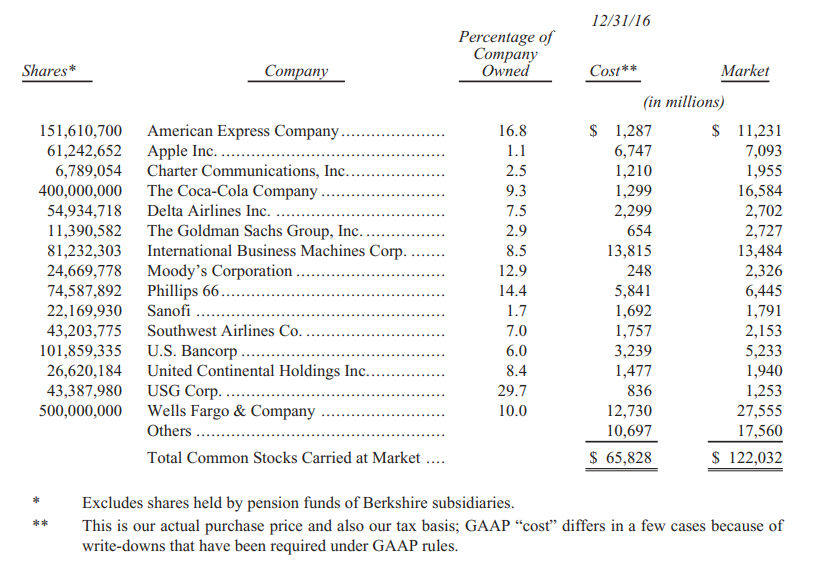 12/31/16
Percentage of
Company
Shares* Company Owned Cost** Market
(in millions)
151,610,700 American Express Company..................... 16.8 $ 1,287 $ 11,231
61,242,652 Apple Inc. ............................................. 1.1 6,747 7,093
6,789,054 Charter Communications, Inc................... 2.5 1,210 1,955
400,000,000 The Coca-Cola Company ......................... 9.3 1,299 16,584
54,934,718 Delta Airlines Inc. .................................. 7.5 2,299 2,702
11,390,582 The Goldman Sachs Group, Inc. ................ 2.9 654 2,727
81,232,303 International Business Machines Corp. ....... 8.5 13,815 13,484
24,669,778 Moody’s Corporation .............................. 12.9 248 2,326
74,587,892 Phillips 66............................................. 14.4 5,841 6,445
22,169,930 Sanofi .................................................. 1.7 1,692 1,791
43,203,775 Southwest Airlines Co. ............................ 7.0 1,757 2,153
101,859,335 U.S. Bancorp ......................................... 6.0 3,239 5,233
26,620,184 United Continental Holdings Inc............... 8.4 1,477 1,940
43,387,980 USG Corp. ............................................ 29.7 836 1,253
500,000,000 Wells Fargo & Company ......................... 10.0 12,730 27,555
Others .................................................. 10,697 17,560
Total Common Stocks Carried at Market .... $ 65,828 $ 122,032
* Excludes shares held by pension funds of Berkshire subsidiaries.
** This is our actual purchase price and also our tax basis; GAAP “cost” differs in a few cases because of
write-downs that have been required under GAAP rules.